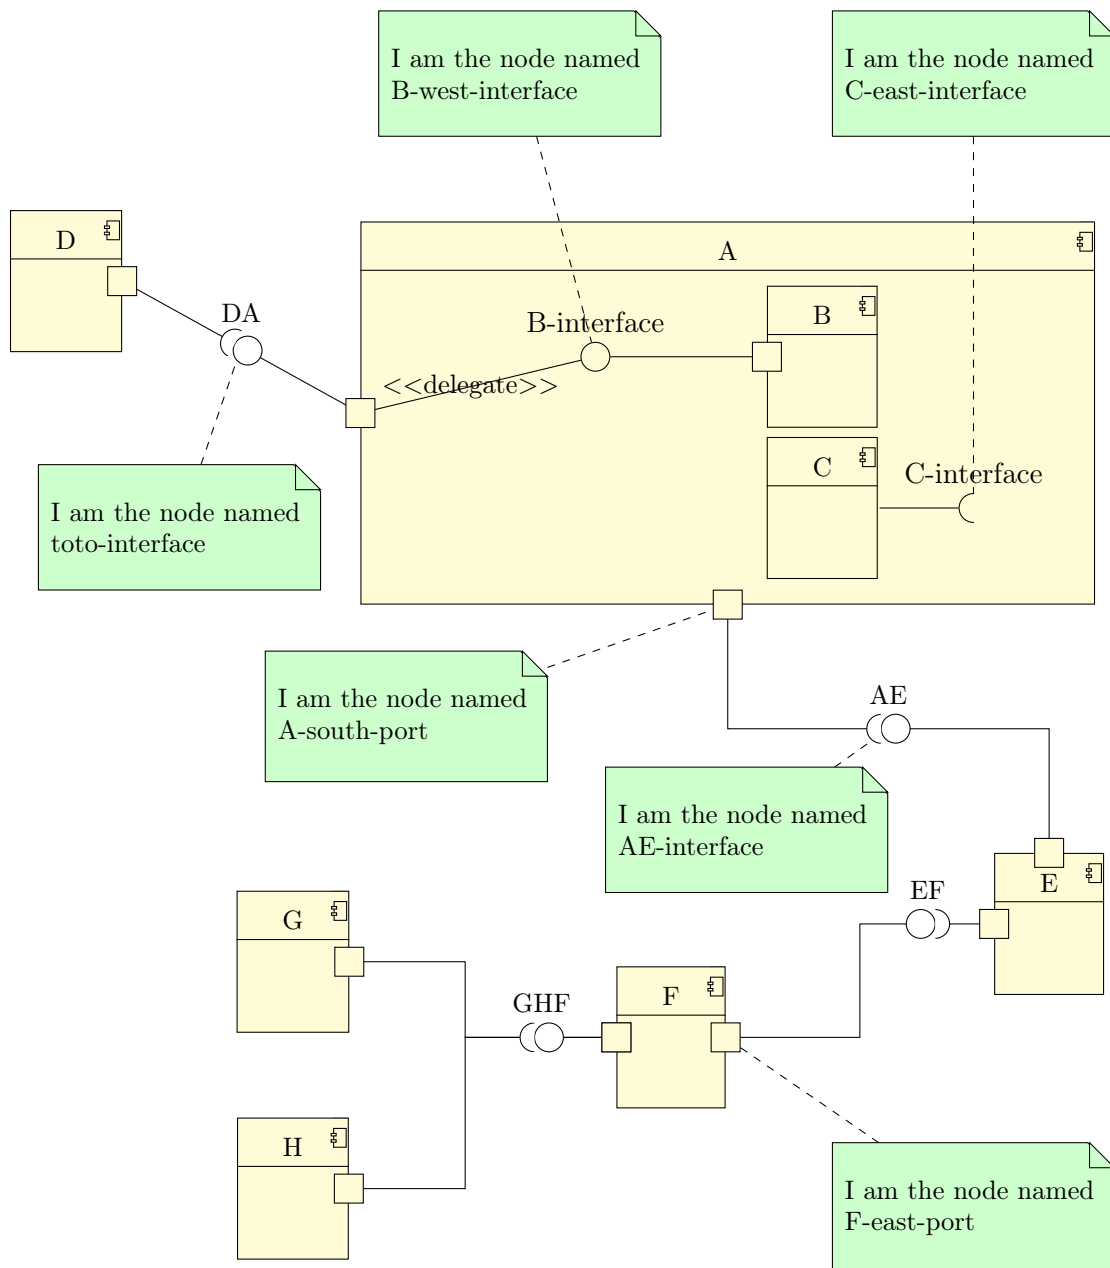 I am the node named
B-west-interface
I am the node named
C-east-interface
D
A
DA
B-interface
B
<<delegate>>
C
C-interface
I am the node named
toto-interface
I am the node named
A-south-port
AE
I am the node named
AE-interface
E
EF
G
GHF
F
H
I am the node named
F-east-port